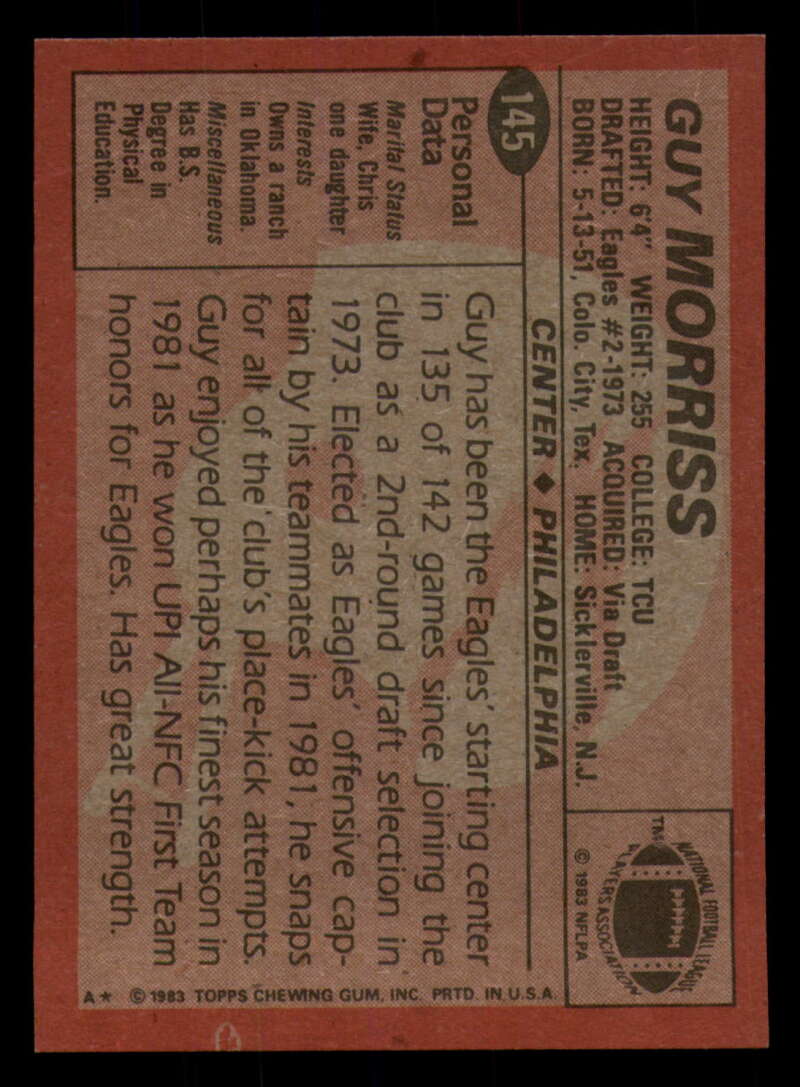 GUY MORRISS
HEIGHT: 6'4" WEIGHT: 255 COLLEGE: TCU
DRAFTED: Eagles #2-1973 ACQUIRED: Via Draft
BORN: 5-13-51, Colo. City, Tex. HOME: Sicklerville, N.J.
NATIONAL FOOTBALL LEAGUE
PLAYERS ASSOCIATION
TM
© 1983 NFLPA
145
CENTER ♦ PHILADELPHIA
Personal
Data
Marital Status
Wife, Chris
one daughter
Interests
Owns a ranch
in Oklahoma.
Miscellaneous
Has B.S.
Degree in
Physical
Education.
Guy has been the Eagles' starting center
in 135 of 142 games since joining the
club as a 2nd-round draft selection in
1973. Elected as Eagles' offensive cap-
tain by his teammates in 1981, he snaps
for all of the club's place-kick attempts.
Guy enjoyed perhaps his finest season in
1981 as he won UPI All-NFC First Team
honors for Eagles. Has great strength.
A★ © 1983 TOPPS CHEWING GUM, INC. PRTD. IN U.S.A.